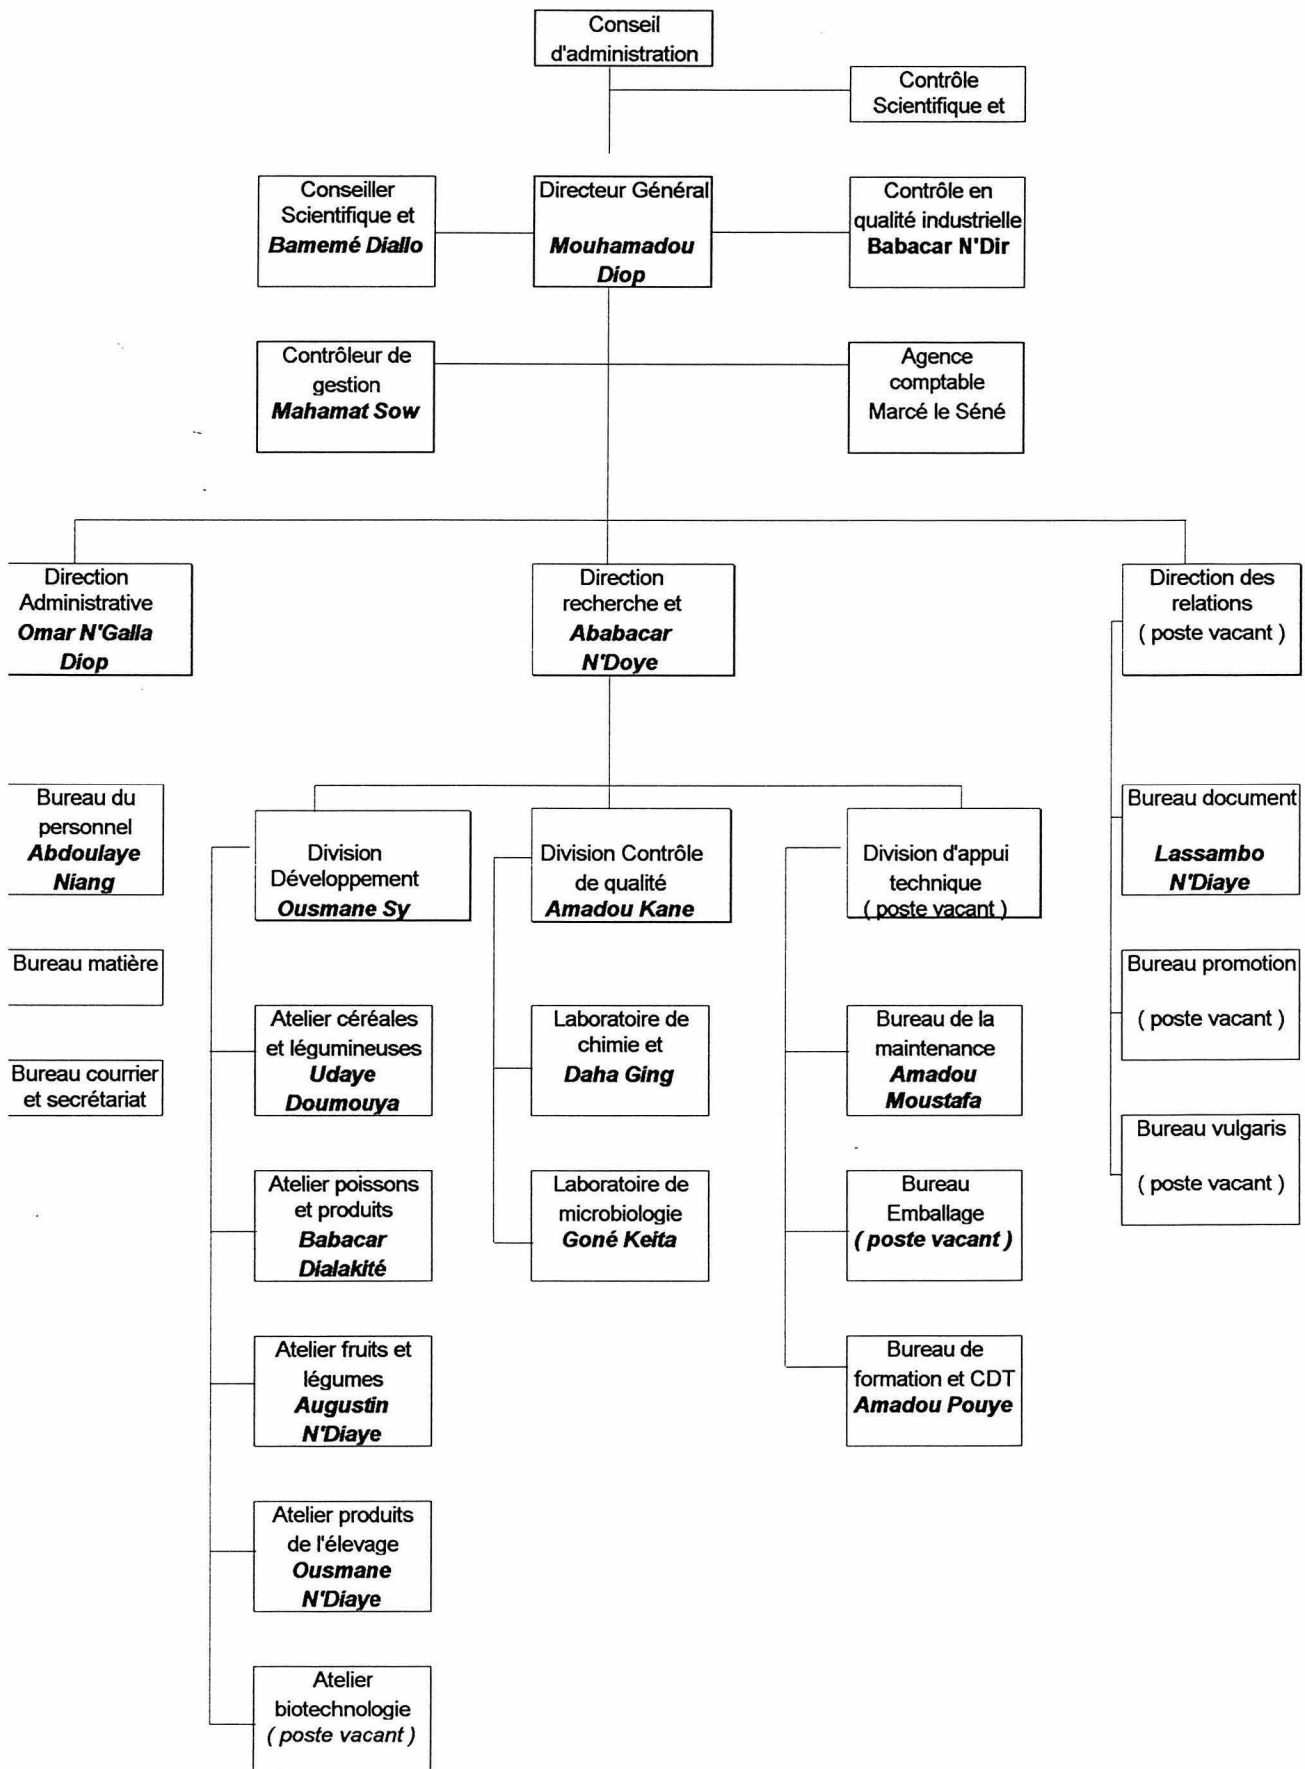 Conseil
d'administration
Contrôle
Scientifique et
Conseiller
Scientifique et
Bamemé Diallo
Directeur Général
Mouhamadou
Diop
Contrôle en
qualité industrielle
Babacar N'Dir
Contrôleur de
gestion
Mahamat Sow
Agence
comptable
Marcé le Séné
Direction
Administrative
Omar N'Galla
Diop
Direction
recherche et
Ababacar
N'Doye
Direction des
relations
( poste vacant )
Bureau du
personnel
Abdoulaye
Niang
Bureau matière
Bureau courrier
et secrétariat
Division
Développement
Ousmane Sy
Atelier céréales
et légumineuses
Udaye
Doumouya
Atelier poissons
et produits
Babacar
Dialakité
Atelier fruits et
légumes
Augustin
N'Diaye
Atelier produits
de l'élevage
Ousmane
N'Diaye
Atelier
biotechnologie
( poste vacant )
Division Contrôle
de qualité
Amadou Kane
Laboratoire de
chimie et
Daha Ging
Laboratoire de
microbiologie
Goné Keita
Division d'appui
technique
( poste vacant )
Bureau de la
maintenance
Amadou
Moustafa
Bureau
Emballage
( poste vacant )
Bureau de
formation et CDT
Amadou Pouye
Bureau document
Lassambo
N'Diaye
Bureau promotion
( poste vacant )
Bureau vulgaris
( poste vacant )